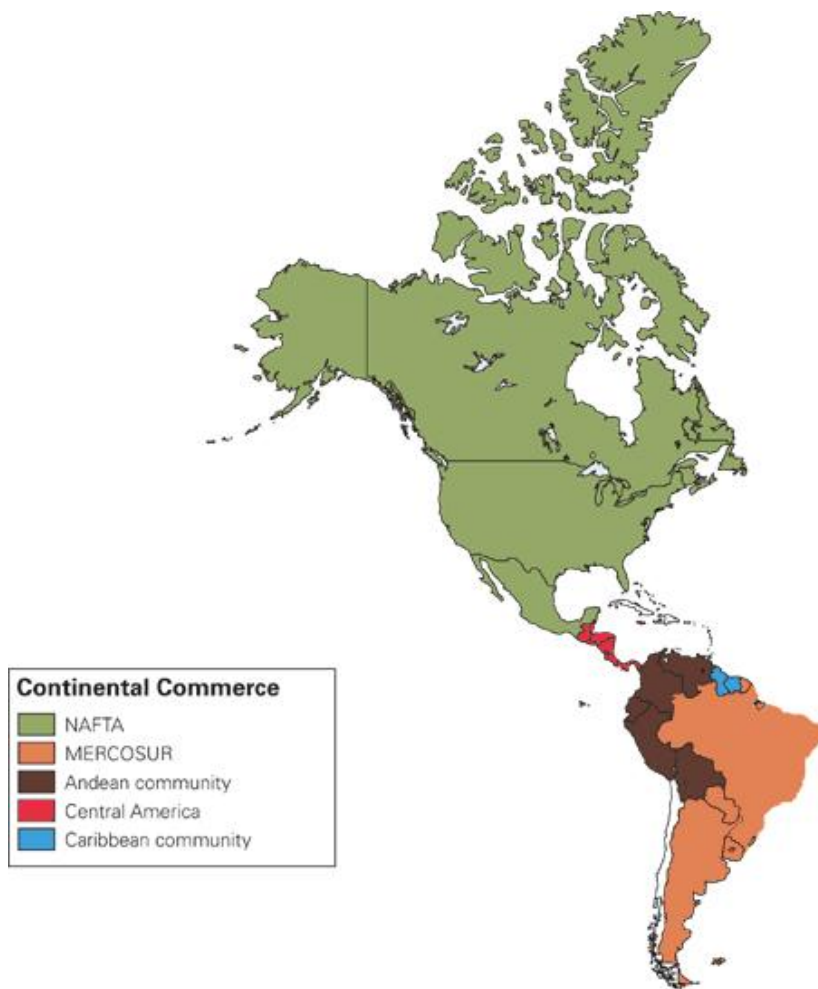 Continental Commerce
NAFTA
MERCOSUR
Andean community
Central America
Caribbean community